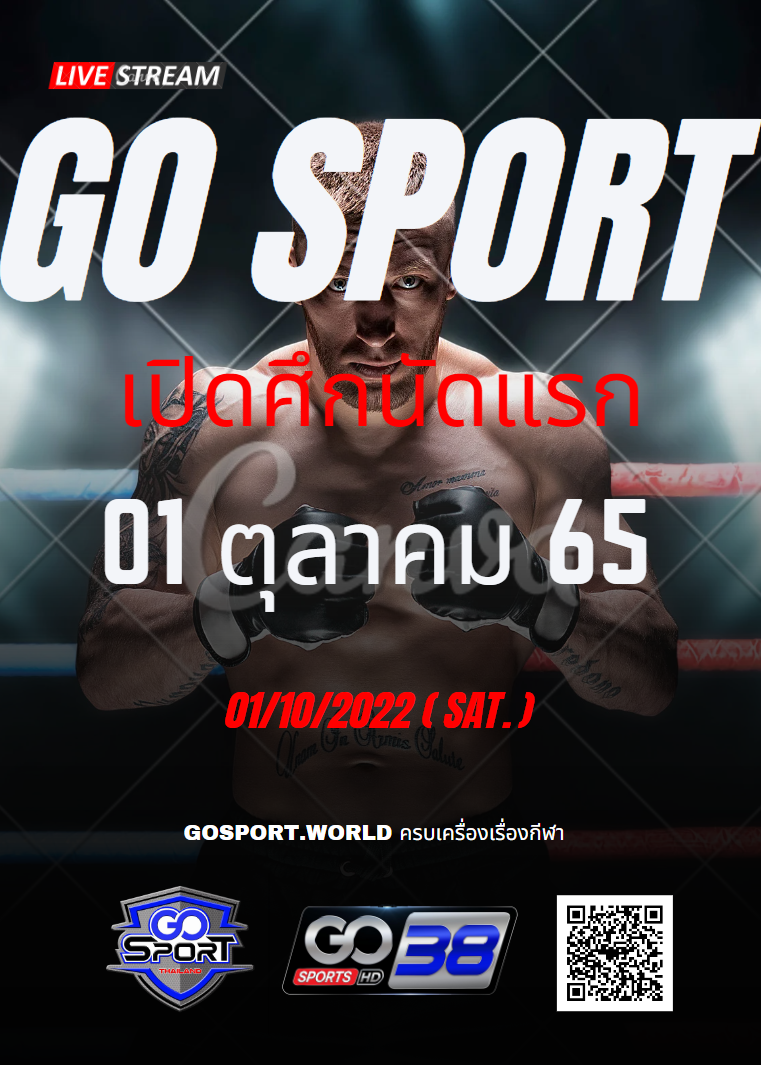 LIVE STREAM
GO SPORT
เปิดศึกนัดแรก
Canva
01 ตุลาคม 65
01/10/2022 ( SAT. )
GOSPORT.WORLD ครบเครื่องเรื่องกีฬา
GO
SPORT
THAILAND
GO 38
SPORTS HD